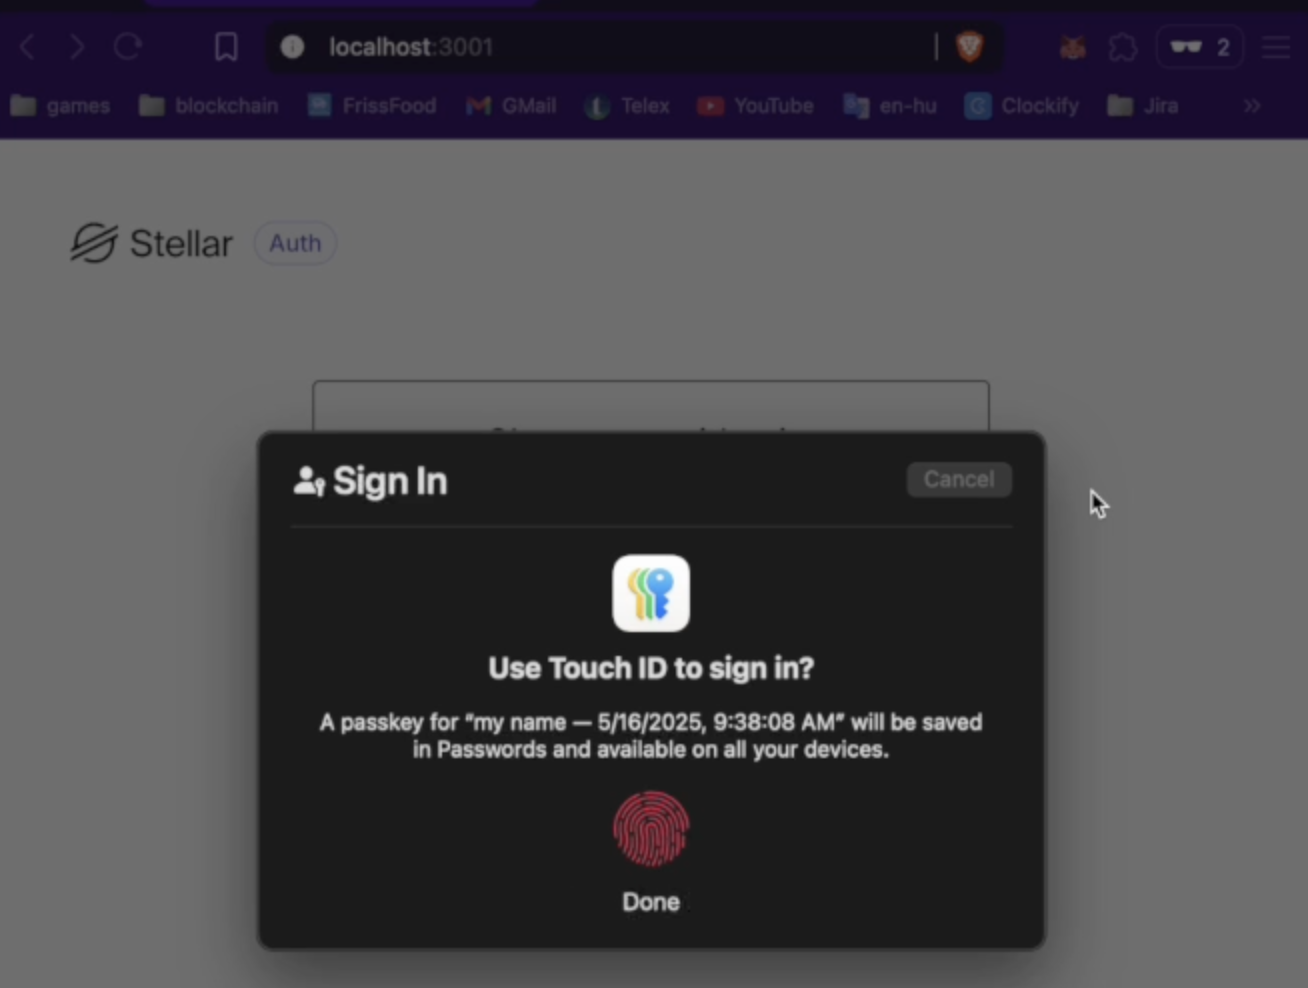 localhost:3001
2
games
blockchain
FrissFood
GMail
Telex
YouTube
en-hu
Clockify
Jira
»
Stellar
Auth
Sign In
Cancel
Use Touch ID to sign in?
A passkey for “my name — 5/16/2025, 9:38:08 AM” will be saved
in Passwords and available on all your devices.
Done